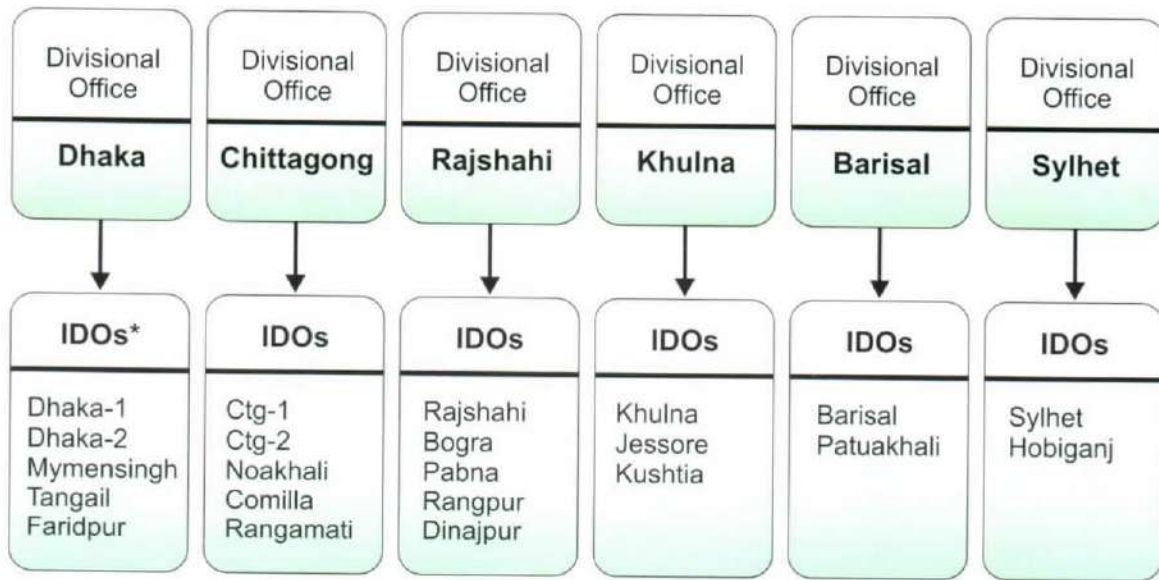 Divisional
Office
Dhaka
Divisional
Office
Chittagong
Divisional
Office
Rajshahi
Divisional
Office
Khulna
Divisional
Office
Barisal
Divisional
Office
Sylhet
IDOs*
Dhaka-1
Dhaka-2
Mymensingh
Tangail
Faridpur
IDOs
Ctg-1
Ctg-2
Noakhali
Comilla
Rangamati
IDOs
Rajshahi
Bogra
Pabna
Rangpur
Dinajpur
IDOs
Khulna
Jessore
Kushtia
IDOs
Barisal
Patuakhali
IDOs
Sylhet
Hobiganj